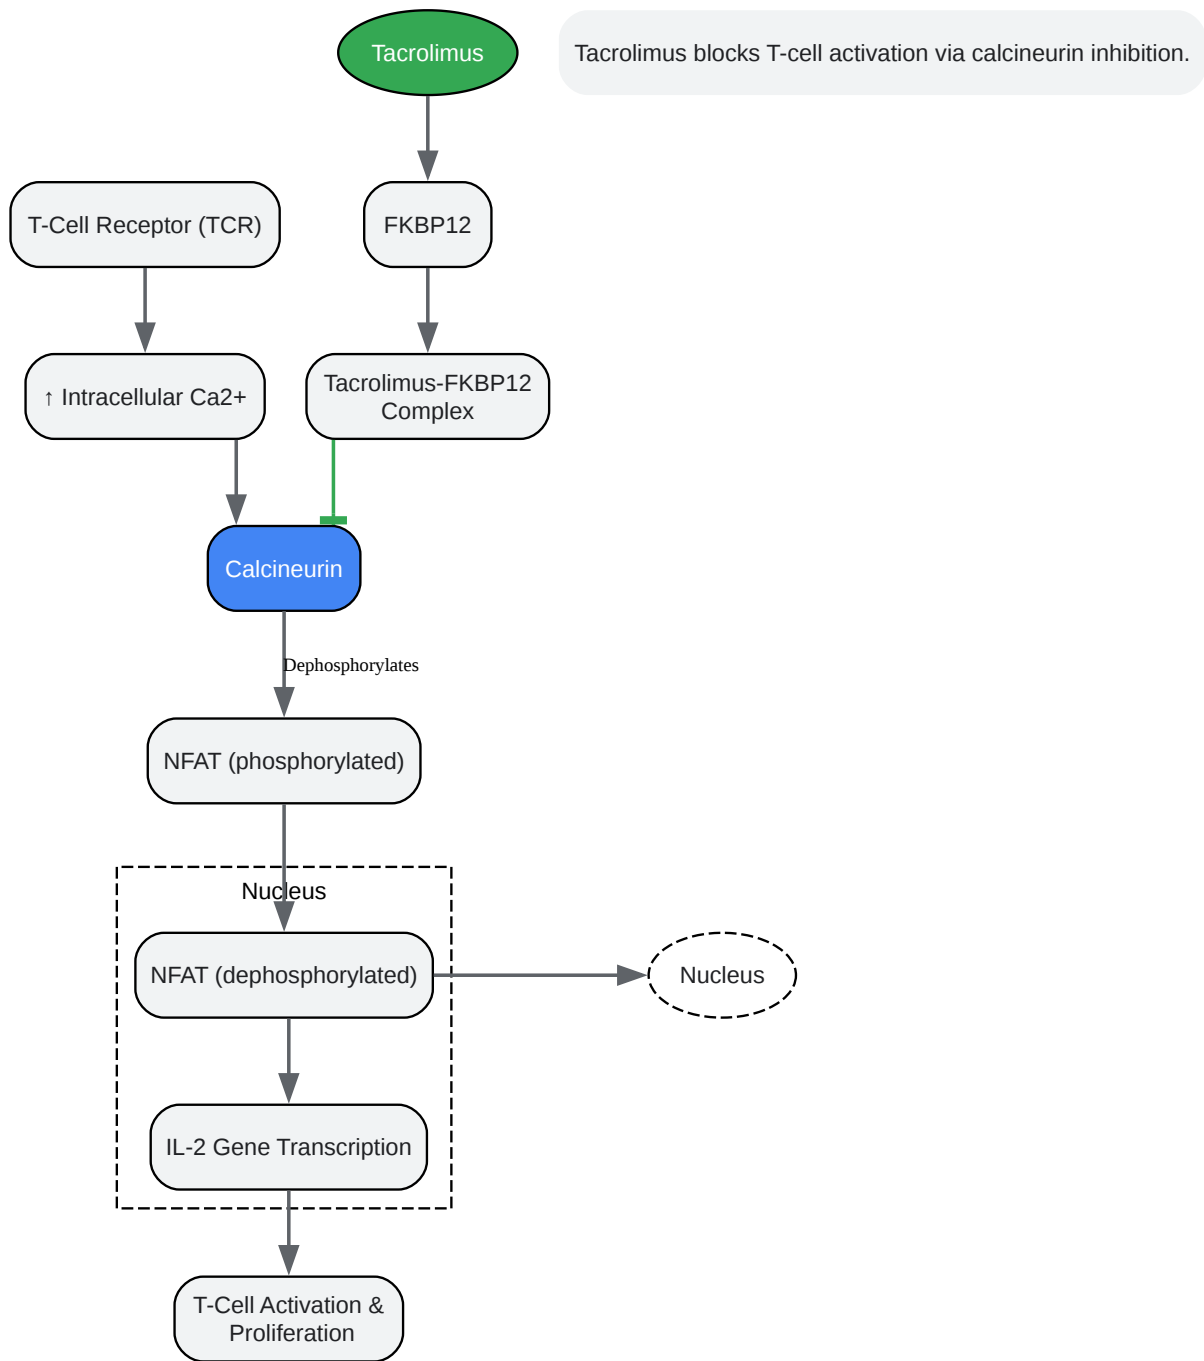 Tacrolimus
Tacrolimus blocks T-cell activation via calcineurin inhibition.
T-Cell Receptor (TCR)
FKBP12
↑ Intracellular Ca2+
Tacrolimus-FKBP12
Complex
Calcineurin
Dephosphorylates
NFAT (phosphorylated)
Nucleus
NFAT (dephosphorylated)
Nucleus
IL-2 Gene Transcription
T-Cell Activation &
Proliferation